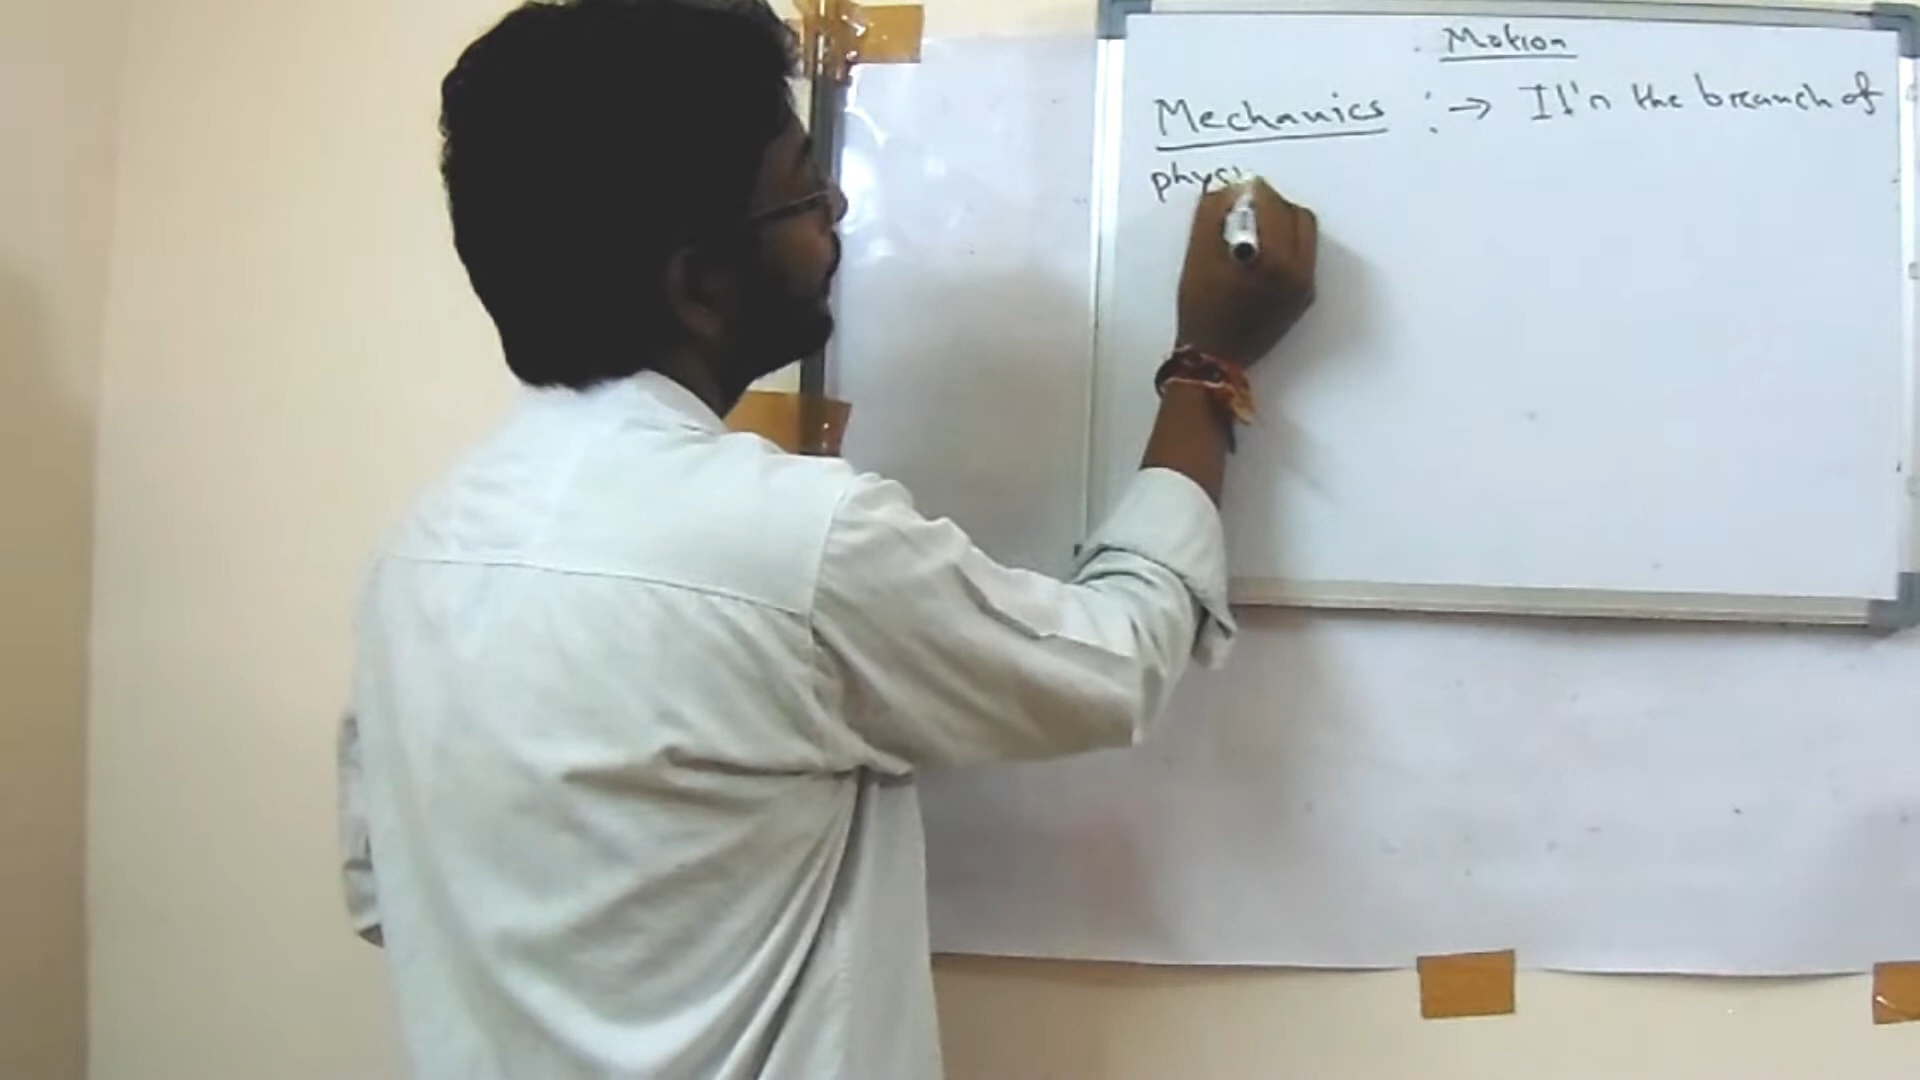 Motion
Mechanics :→ It's the branch of
physi